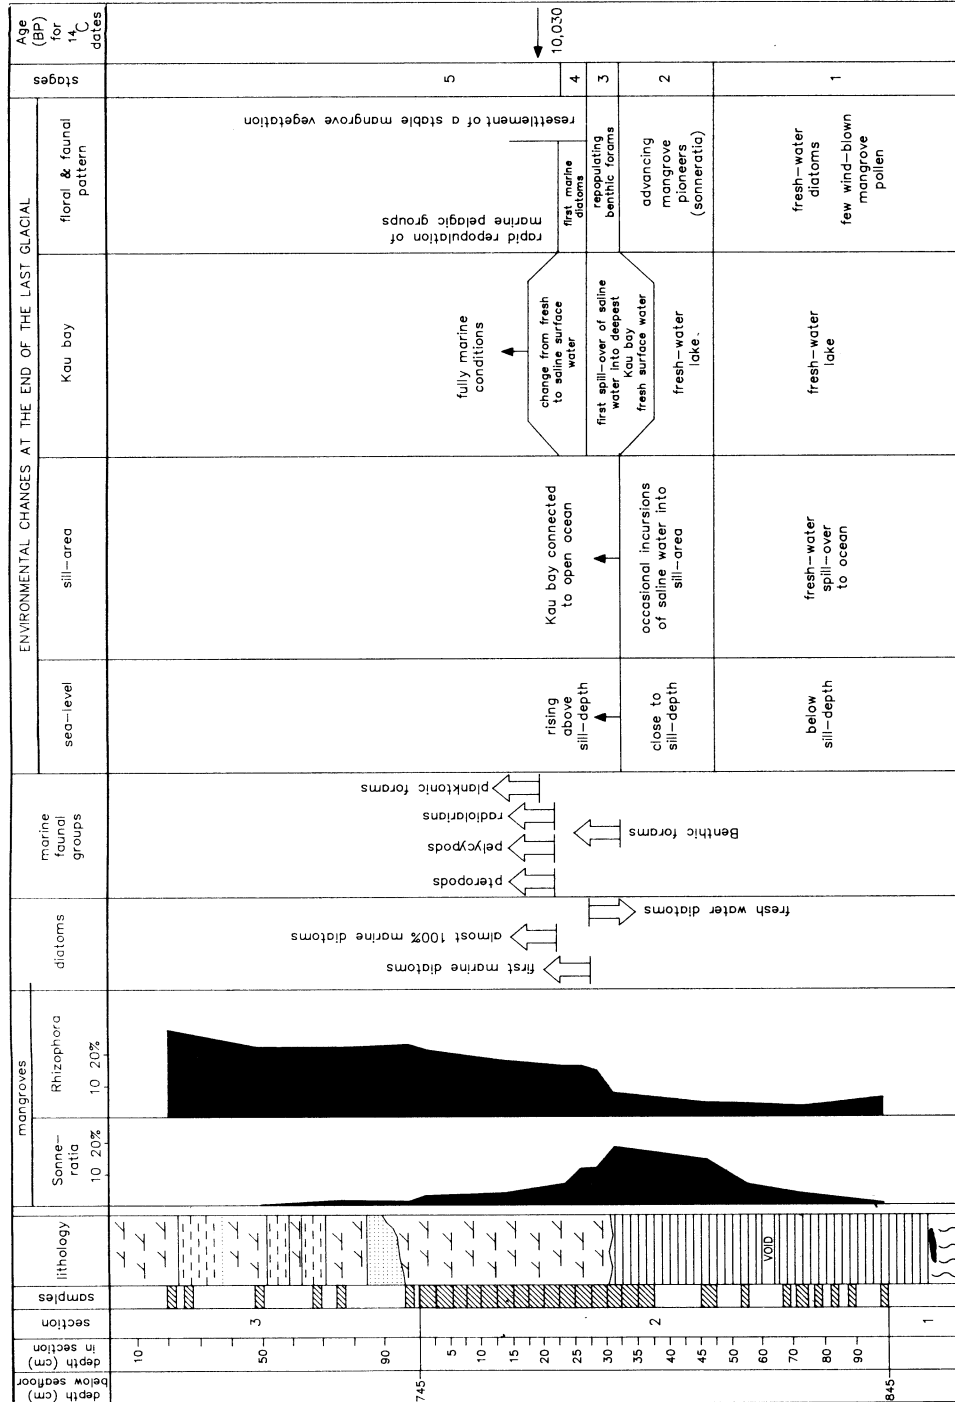 ENVIRONMENTAL CHANGES AT THE END OF THE LAST GLACIAL
depth (cm)
below seafloor
depth (cm)
in section
section
samples
lithology
mangroves
Sonne-
ratia
10 20%
Rhizophora
10 20%
diatoms
marine
faunal
groups
sea-level
sill-area
Kau bay
floral & faunal
pattern
stages
Age
(BP)
for
14C
dates
745
845
10
50
90
5
10
15
20
25
30
35
40
45
50
60
70
80
90
3
2
1
VOID
first marine diatoms
almost 100% marine diatoms
fresh water diatoms
pteropods
pelycypods
radiolarians
planktonic forams
Benthic forams
rising
above
sill-depth
close to
sill-depth
below
sill-depth
Kau bay connected
to open ocean
occasional incursions
of saline water into
sill-area
fresh-water
spill-over
to ocean
fully marine
conditions
change from fresh
to saline surface
water
first spill-over of saline
water into deepest
Kau bay
fresh surface water
fresh-water
lake
fresh-water
lake
rapid repopulation of
marine pelagic groups
resettlement of a stable mangrove vegetation
first marine
diatoms
repopulating
benthic forams
advancing
mangrove
pioneers
(sonneratia)
fresh-water
diatoms
few wind-blown
mangrove
pollen
5
4
3
2
1
10,030